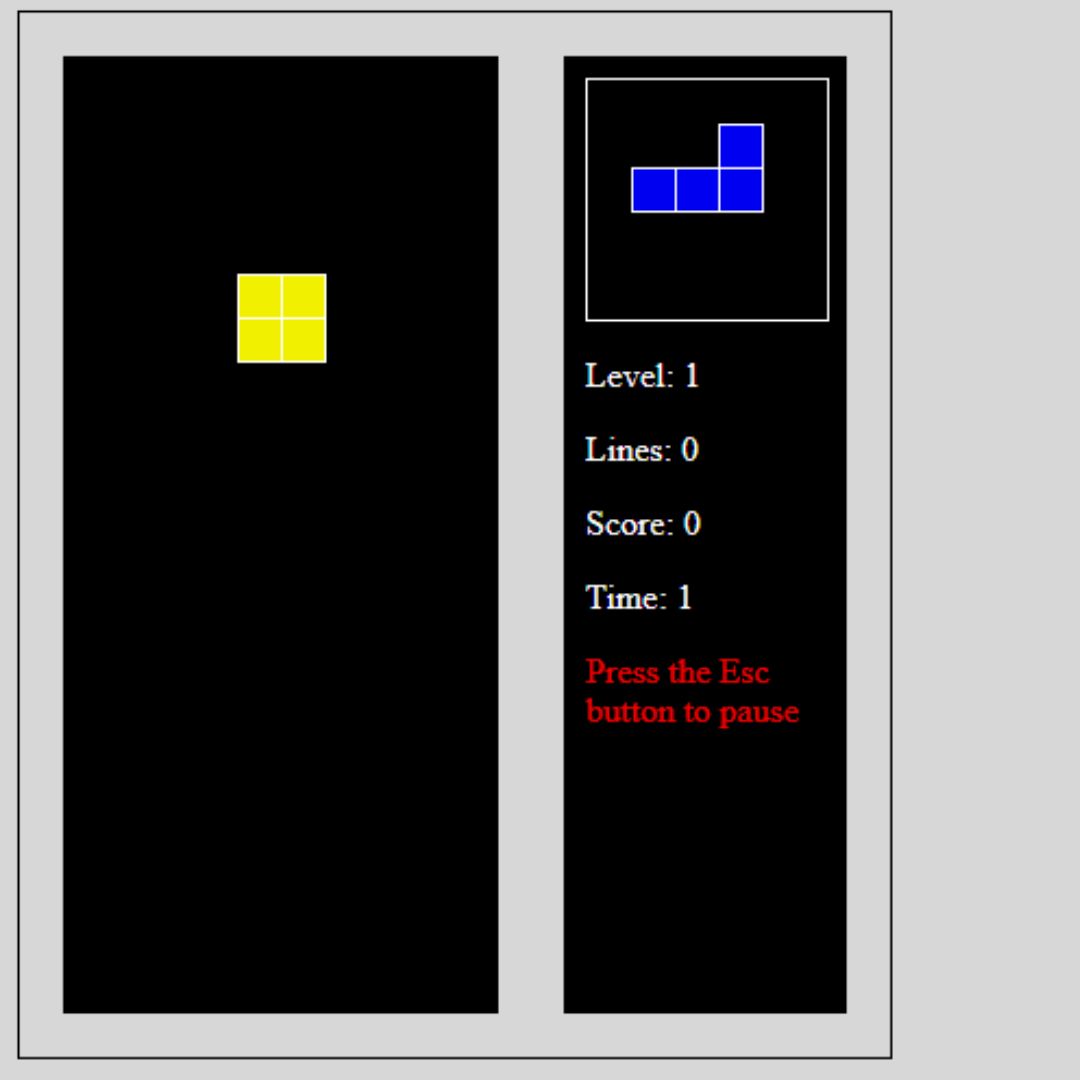 Level: 1
Lines: 0
Score: 0
Time: 1
Press the Esc
button to pause